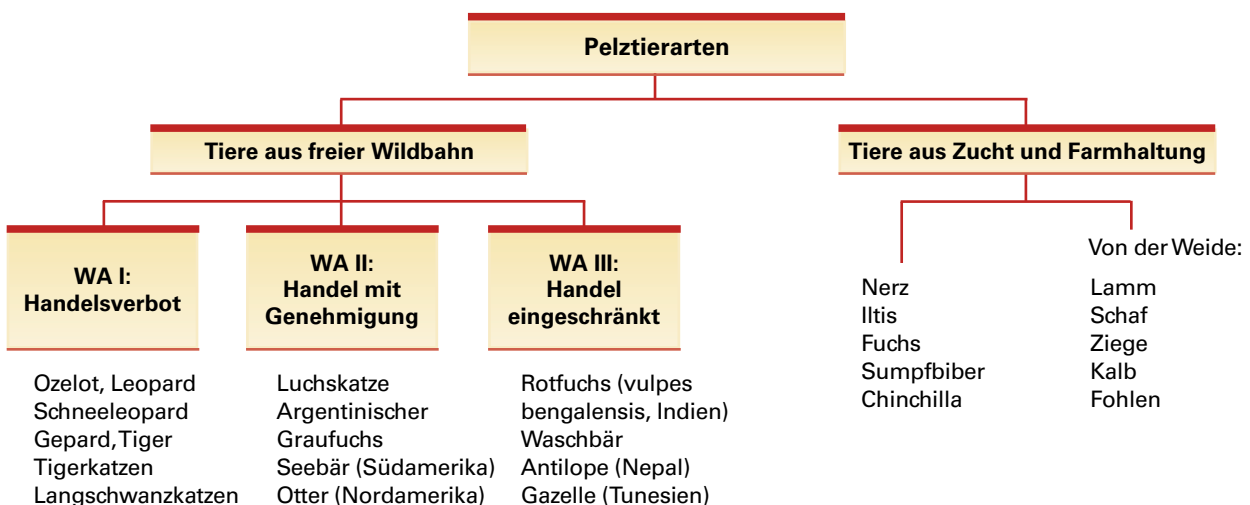 Pelztierarten
Tiere aus freier Wildbahn
Tiere aus Zucht und Farmhaltung
WA I:
Handelsverbot
Ozelot, Leopard
Schneeleopard
Gepard, Tiger
Tigerkatzen
Langschwanzkatzen
WA II:
Handel mit
Genehmigung
Luchskatze
Argentinischer
Graufuchs
Seebär (Südamerika)
Otter (Nordamerika)
WA III:
Handel
eingeschränkt
Rotfuchs (vulpes
bengalensis, Indien)
Waschbär
Antilope (Nepal)
Gazelle (Tunesien)
Nerz
Iltis
Fuchs
Sumpfbiber
Chinchilla
Von der Weide:
Lamm
Schaf
Ziege
Kalb
Fohlen